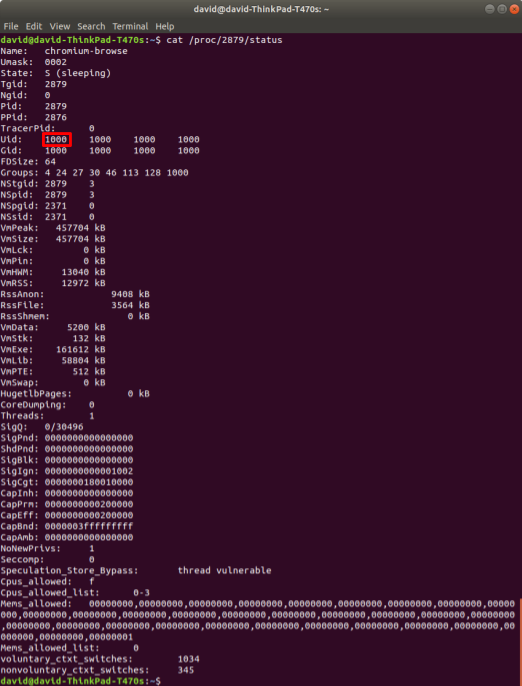 david@david-ThinkPad-T470s: ~
File Edit View Search Terminal Help
david@david-ThinkPad-T470s:~$ cat /proc/2879/status
Name: chromium-browse
Umask: 0002
State: S (sleeping)
Tgid: 2879
Ngid: 0
Pid: 2879
PPid: 2876
TracerPid: 0
Uid: 1000 1000 1000 1000
Gid: 1000 1000 1000 1000
FDSize: 64
Groups: 4 24 27 30 46 113 128 1000
NStgid: 2879 3
NSpid: 2879 3
NSpgid: 2371 0
NSsid: 2371 0
VmPeak: 457704 kB
VmSize: 457704 kB
VmLck: 0 kB
VmPin: 0 kB
VmHWM: 13040 kB
VmRSS: 12972 kB
RssAnon: 9408 kB
RssFile: 3564 kB
RssShmem: 0 kB
VmData: 5200 kB
VmStk: 132 kB
VmExe: 161612 kB
VmLib: 58804 kB
VmPTE: 512 kB
VmSwap: 0 kB
HugetlbPages: 0 kB
CoreDumping: 0
Threads: 1
SigQ: 0/30496
SigPnd: 0000000000000000
ShdPnd: 0000000000000000
SigBlk: 0000000000000000
SigIgn: 0000000000001002
SigCgt: 0000000180010000
CapInh: 0000000000000000
CapPrm: 0000000000200000
CapEff: 0000000000200000
CapBnd: 0000003fffffffff
CapAmb: 0000000000000000
NoNewPrivs: 1
Seccomp: 0
Speculation_Store_Bypass: thread vulnerable
Cpus_allowed: f
Cpus_allowed_list: 0-3
Mems_allowed: 00000000,00000000,00000000,00000000,00000000,00000000,00000000,00000000,00000
000,00000000,00000000,00000000,00000000,00000000,00000000,00000000,00000000,00000000
,00000000,00000000,00000000,00000000,00000000,00000000,00000000,00000000,00000000,00
000000,00000000,00000001
Mems_allowed_list: 0
voluntary_ctxt_switches: 1034
nonvoluntary_ctxt_switches: 345
david@david-ThinkPad-T470s:~$